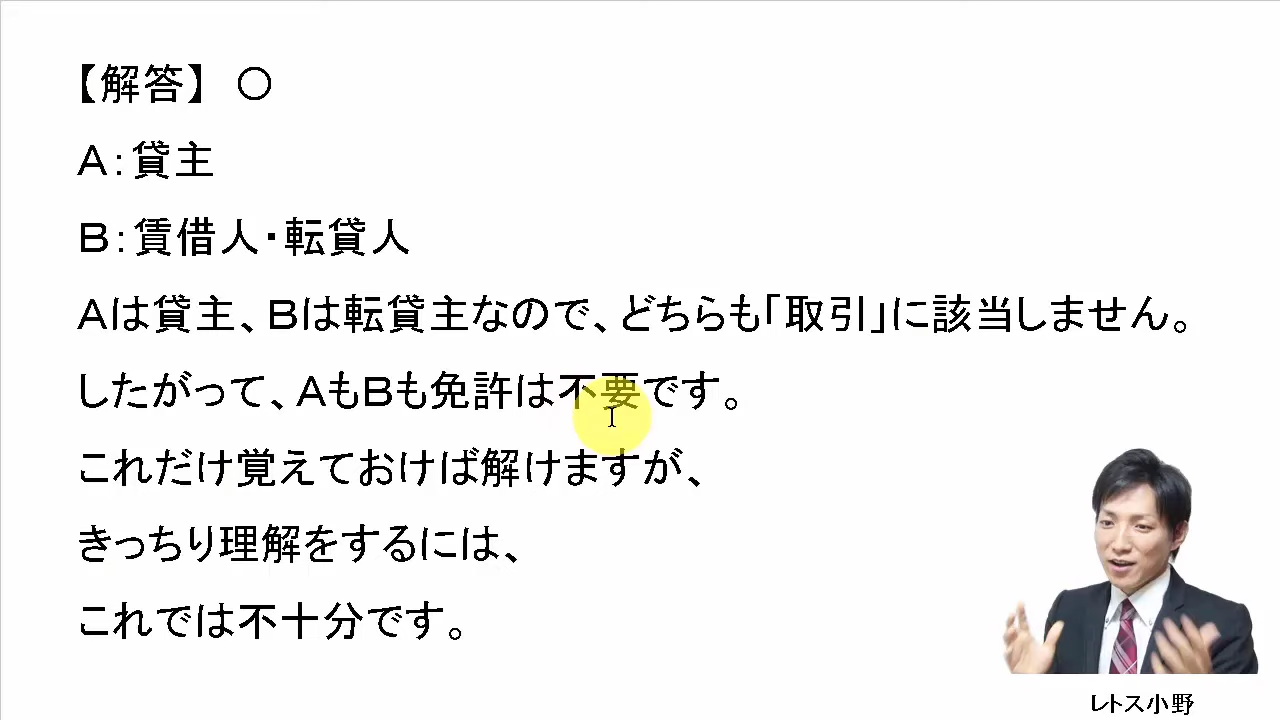 【解答】 ○
A：貸主
B：賃借人・転貸人
Aは貸主、Bは転貸主なので、どちらも「取引」に該当しません。
したがって、AもBも免許は不要です。
これだけ覚えておけば解けますが、
きっちり理解をするには、
これでは不十分です。
レトス小野